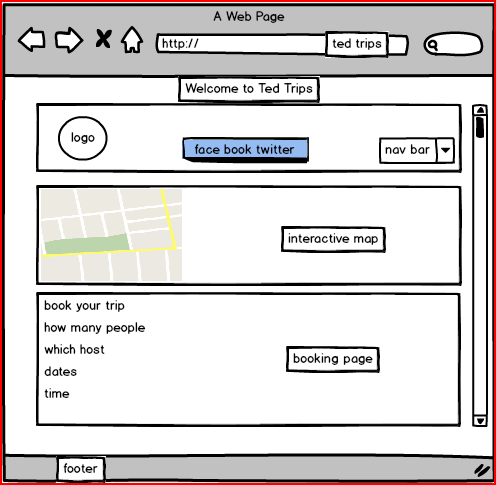 A Web Page
http://
ted trips
Welcome to Ted Trips
logo
face book twitter
nav bar
interactive map
book your trip
how many people
which host
dates
time
booking page
footer